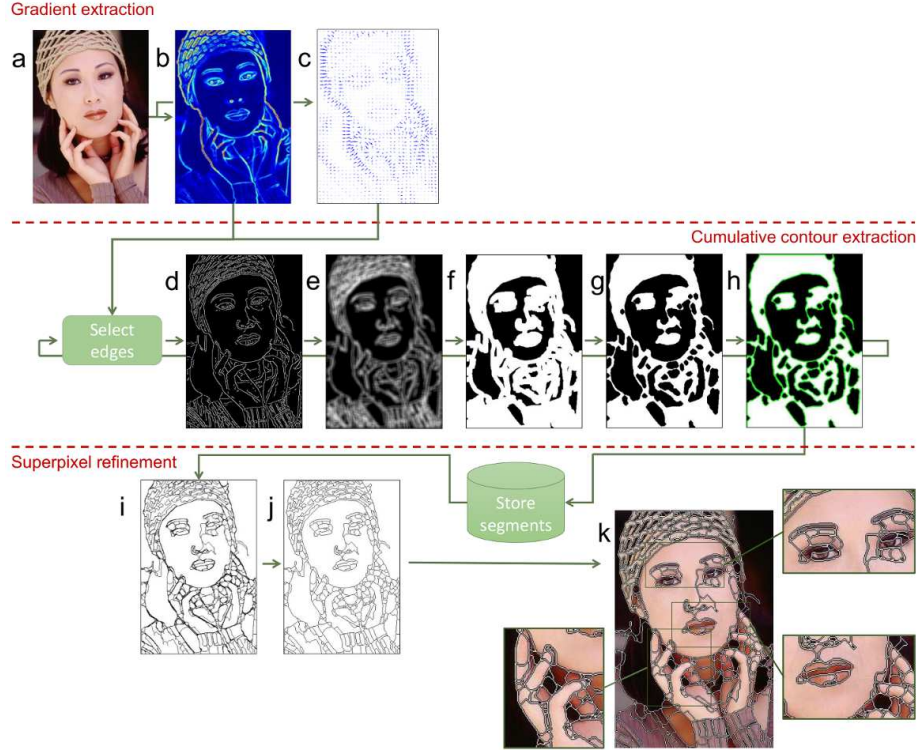 Gradient extraction
a
b
c
Cumulative contour extraction
d
e
f
g
h
Select
edges
Superpixel refinement
i
j
Store
segments
k